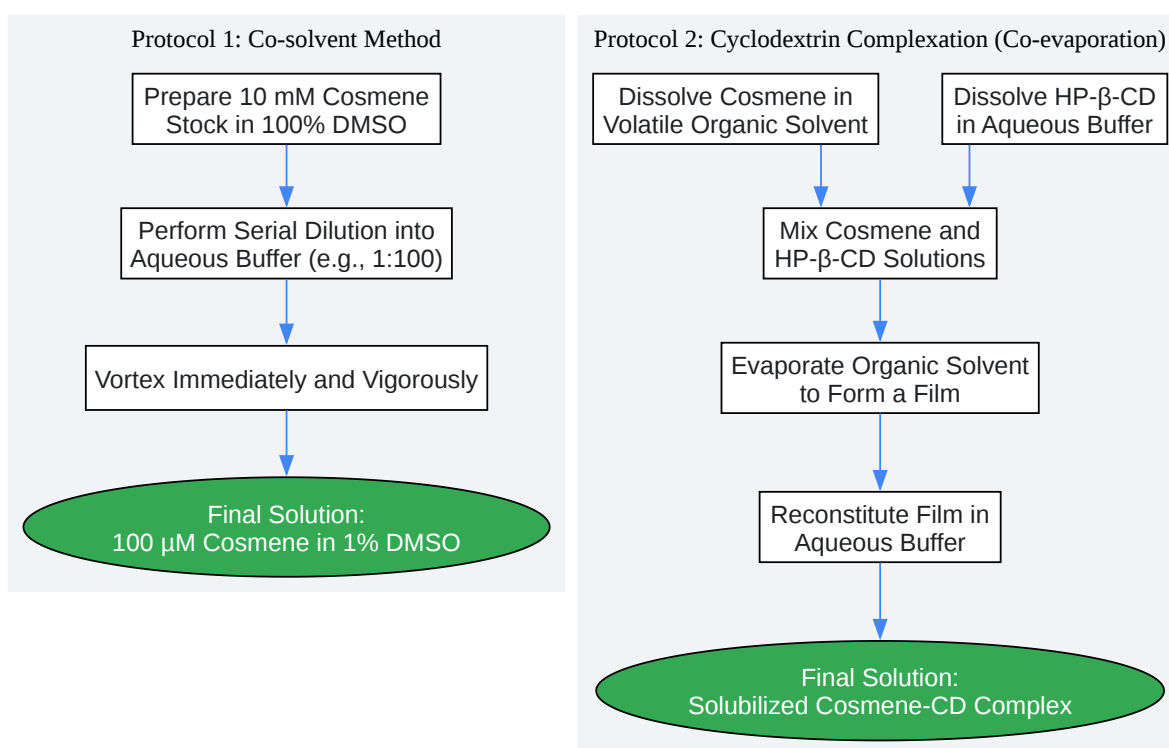 Protocol 1: Co-solvent Method
Prepare 10 mM Cosmene
Stock in 100% DMSO
Perform Serial Dilution into
Aqueous Buffer (e.g., 1:100)
Vortex Immediately and Vigorously
Final Solution:
100 µM Cosmene in 1% DMSO
Protocol 2: Cyclodextrin Complexation (Co-evaporation)
Dissolve Cosmene in
Volatile Organic Solvent
Dissolve HP-β-CD
in Aqueous Buffer
Mix Cosmene and
HP-β-CD Solutions
Evaporate Organic Solvent
to Form a Film
Reconstitute Film in
Aqueous Buffer
Final Solution:
Solubilized Cosmene-CD Complex